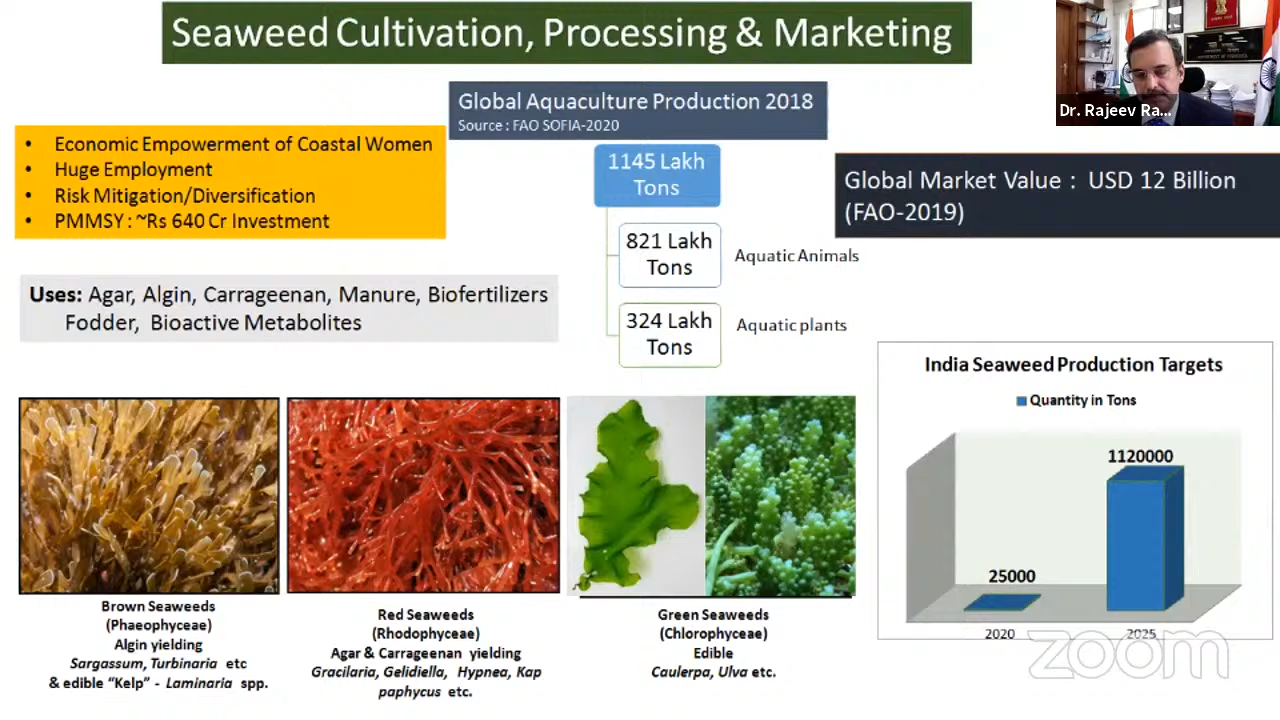 Seaweed Cultivation, Processing & Marketing
Dr. Rajeev Ra...
Global Aquaculture Production 2018
Source : FAO SOFIA-2020
• Economic Empowerment of Coastal Women
• Huge Employment
• Risk Mitigation/Diversification
• PMMSY : ~Rs 640 Cr Investment
1145 Lakh
Tons
821 Lakh
Tons
Aquatic Animals
324 Lakh
Tons
Aquatic plants
Global Market Value : USD 12 Billion
(FAO-2019)
Uses: Agar, Algin, Carrageenan, Manure, Biofertilizers
Fodder, Bioactive Metabolites
India Seaweed Production Targets
Quantity in Tons
1120000
25000
2020
2025
Brown Seaweeds
(Phaeophyceae)
Algin yielding
Sargassum, Turbinaria etc
& edible “Kelp” - Laminaria spp.
Red Seaweeds
(Rhodophyceae)
Agar & Carrageenan yielding
Gracilaria, Gelidiella, Hypnea, Kap
paphycus etc.
Green Seaweeds
(Chlorophyceae)
Edible
Caulerpa, Ulva etc.
zoom